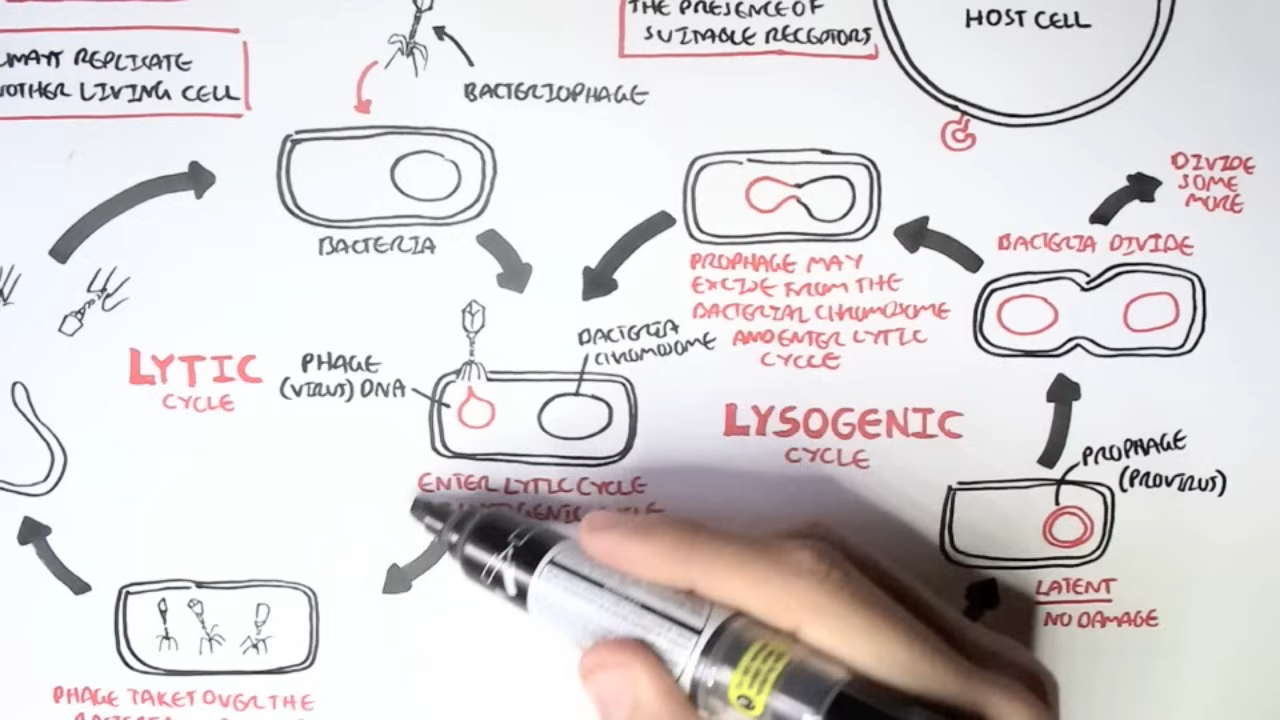 MAY REPLICATE
OTHER LIVING CELL
THE PRESENCE OF
SUITABLE RECEPTORS
HOST CELL
BACTERIOPHAGE
DIVIDE
SOME
MORE
BACTERIA
BACTERIA DIVIDE
PROPHAGE MAY
EXCISE FROM THE
BACTERIAL CHROMOSOME
AND ENTER LYTIC
CYCLE
BACTERIA
CHROMOSOME
LYTIC
CYCLE
PHAGE
(VIRUS) DNA
LYSOGENIC
CYCLE
PROPHAGE
(PROVIRUS)
ENTER LYTIC CYCLE
LATENT
NO DAMAGE
PHAGE TAKET OVER THE